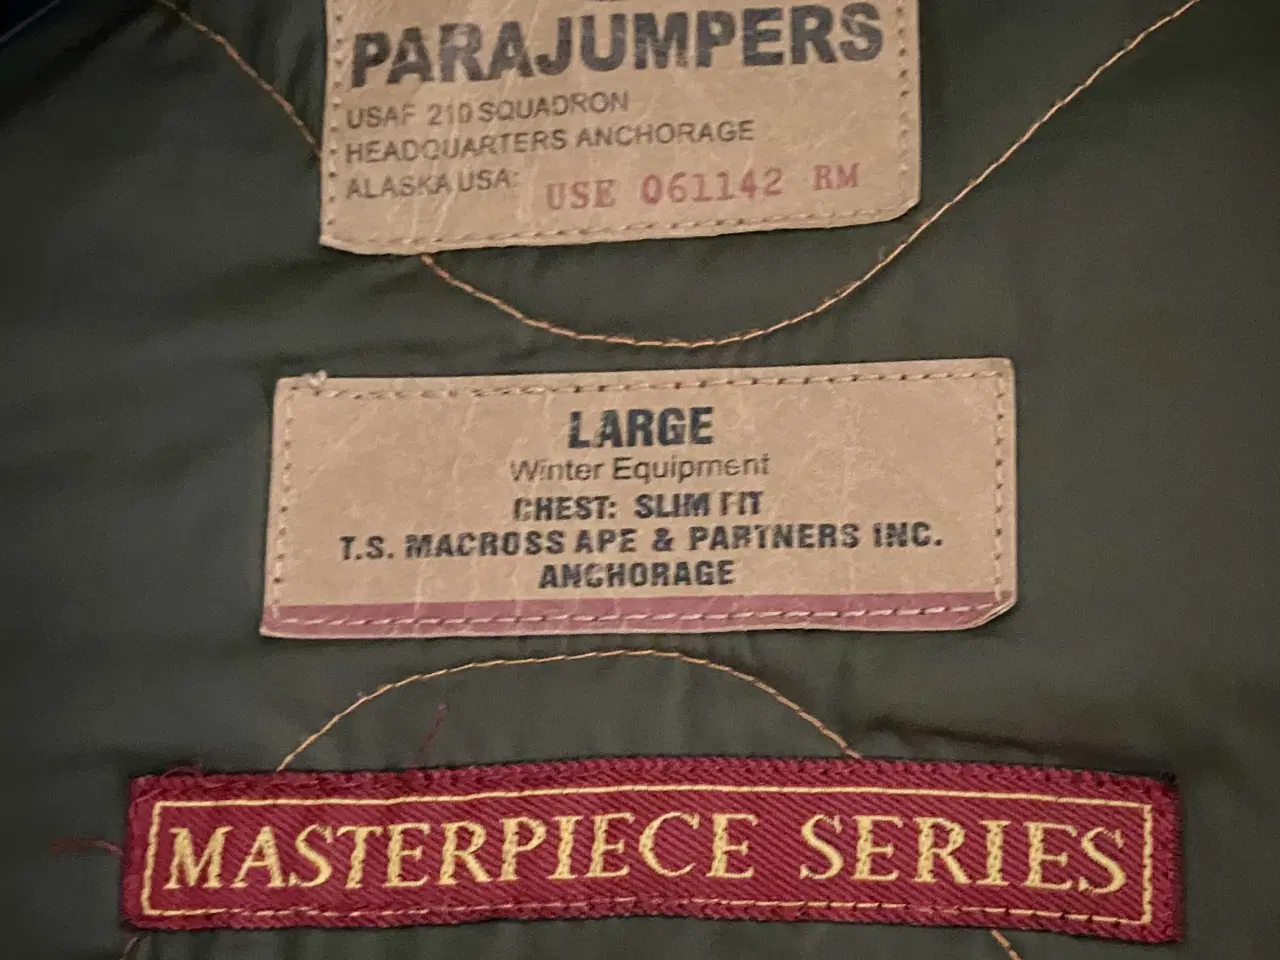 PARAJUMPERS
USAF 210 SQUADRON
HEADQUARTERS ANCHORAGE
ALASKA USA: USE 061142 RM
LARGE
Winter Equipment
CHEST: SLIM FIT
T.S. MACROSS APE & PARTNERS INC.
ANCHORAGE
MASTERPIECE SERIES